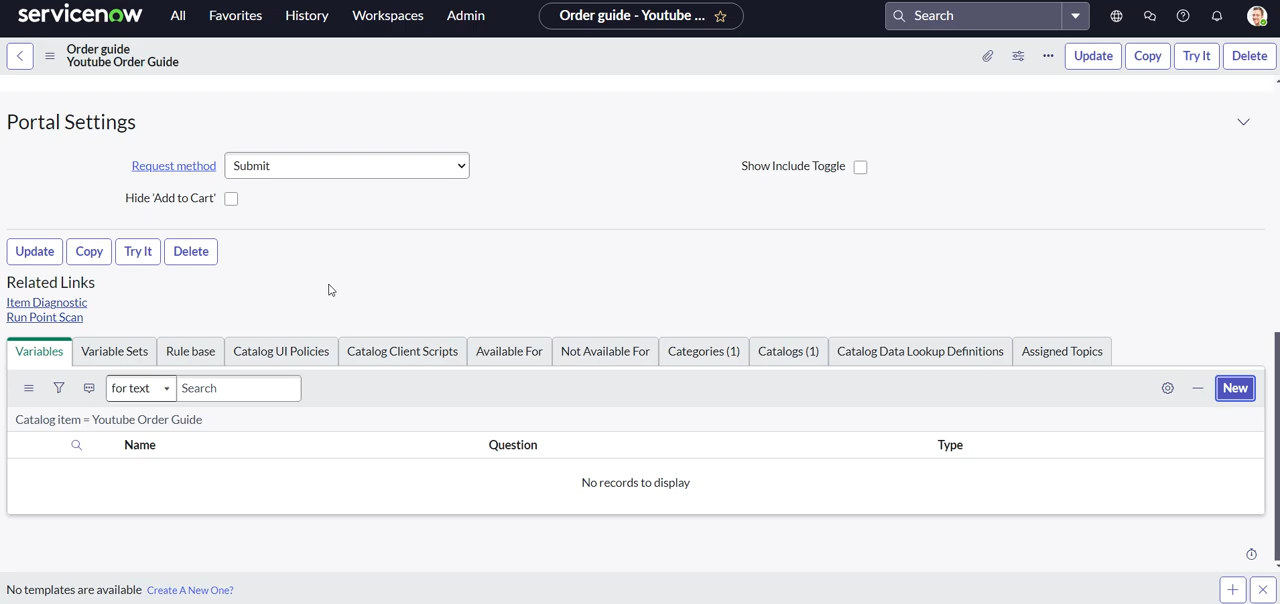 servicenow All Favorites History Workspaces Admin Order guide - Youtube ... Search
Order guide
Youtube Order Guide
Update Copy Try It Delete
Portal Settings
Request method Submit Show Include Toggle
Hide 'Add to Cart'
Update Copy Try It Delete
Related Links
Item Diagnostic
Run Point Scan
Variables Variable Sets Rule base Catalog UI Policies Catalog Client Scripts Available For Not Available For Categories (1) Catalogs (1) Catalog Data Lookup Definitions Assigned Topics
for text Search New
Catalog item = Youtube Order Guide
Name Question Type
No records to display
No templates are available Create A New One?